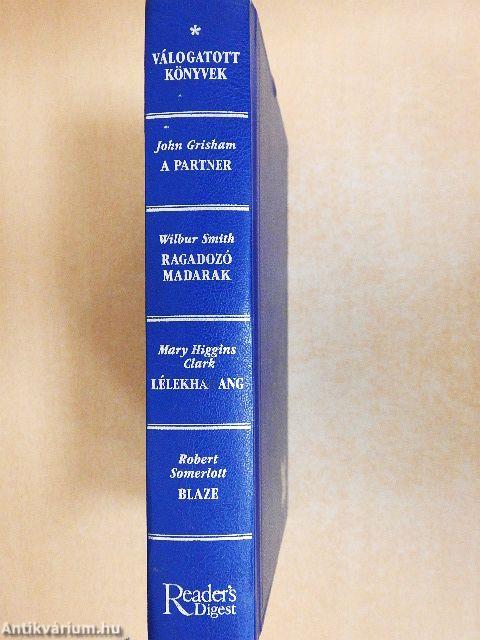 *
VÁLOGATOTT
KÖNYVEK
John Grisham
A PARTNER
Wilbur Smith
RAGADOZÓ
MADARAK
Mary Higgins
Clark
LÉLEKHA ANG
Robert
Somerlott
BLAZE
Reader's
Digest
Antikvárium.hu